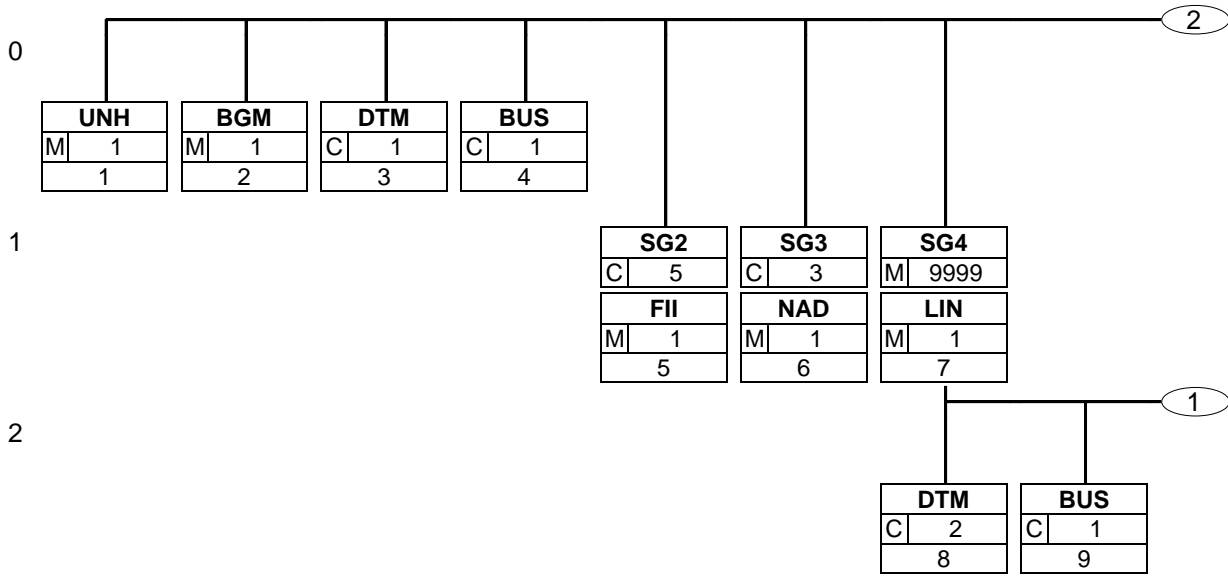 2
0
UNH BGM DTM BUS
M 1 M 1 C 1 C 1
1 2 3 4
1
SG2 SG3 SG4
C 5 C 3 M 9999
FII NAD LIN
M 1 M 1 M 1
5 6 7
1
2
DTM BUS
C 2 C 1
8 9